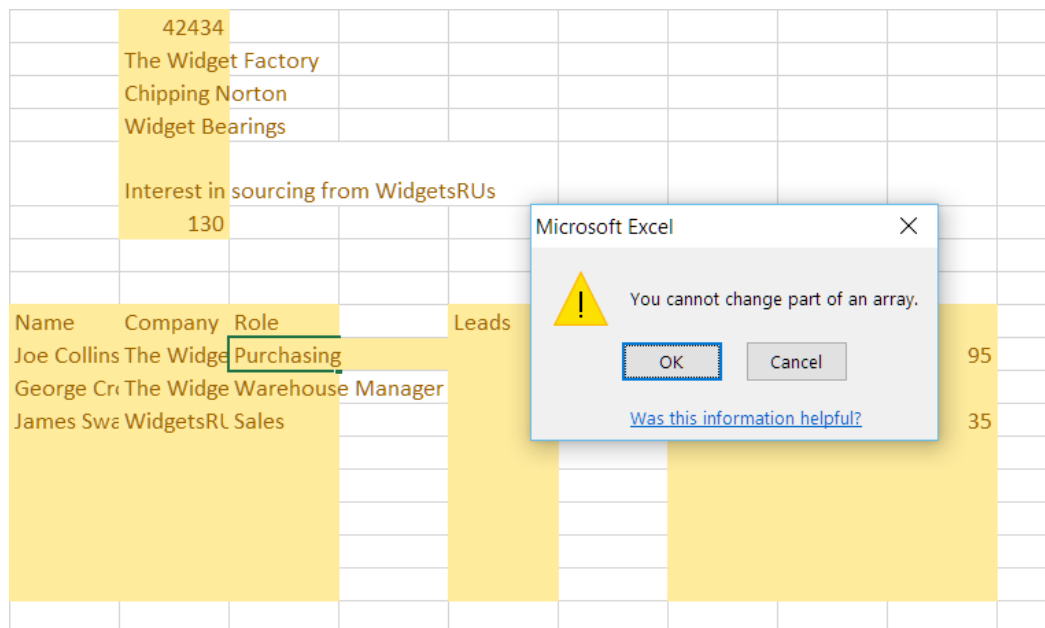 42434
The Widget Factory
Chipping Norton
Widget Bearings
Interest in sourcing from WidgetsRUs
130
Microsoft Excel
You cannot change part of an array.
OK Cancel
Was this information helpful?
Name Company Role Leads
Joe Collins The Widge Purchasing 95
George Cr The Widge Warehouse Manager
James Swa WidgetsRU Sales 35